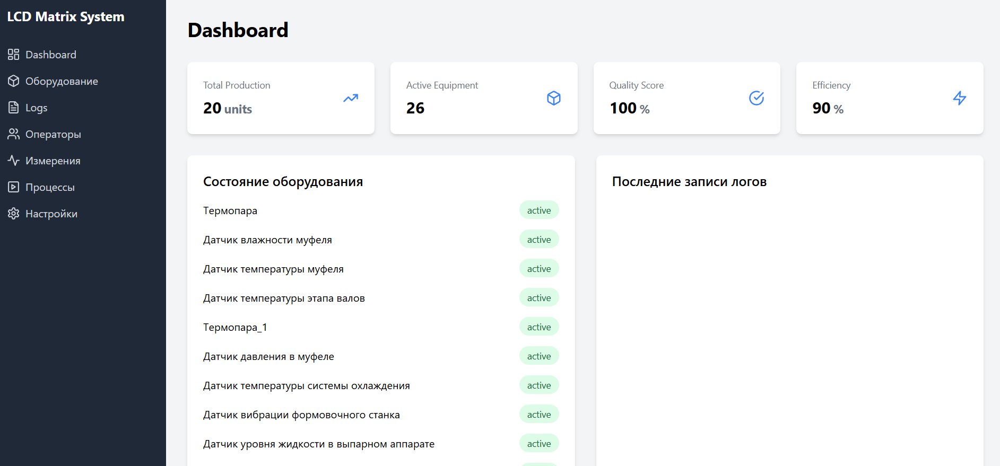 LCD Matrix System
Dashboard
Оборудование
Logs
Операторы
Измерения
Процессы
Настройки
Dashboard
Total Production
20 units
Active Equipment
26
Quality Score
100 %
Efficiency
90 %
Состояние оборудования
Термопара active
Датчик влажности муфеля active
Датчик температуры муфеля active
Датчик температуры этапа валов active
Термопара_1 active
Датчик давления в муфеле active
Датчик температуры системы охлаждения active
Датчик вибрации формовочного станка active
Датчик уровня жидкости в выпарном аппарате active
Последние записи логов